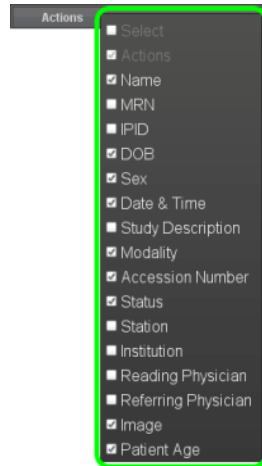 Actions
Select
Actions
Name
MRN
IPID
DOB
Sex
Date & Time
Study Description
Modality
Accession Number
Status
Station
Institution
Reading Physician
Referring Physician
Image
Patient Age